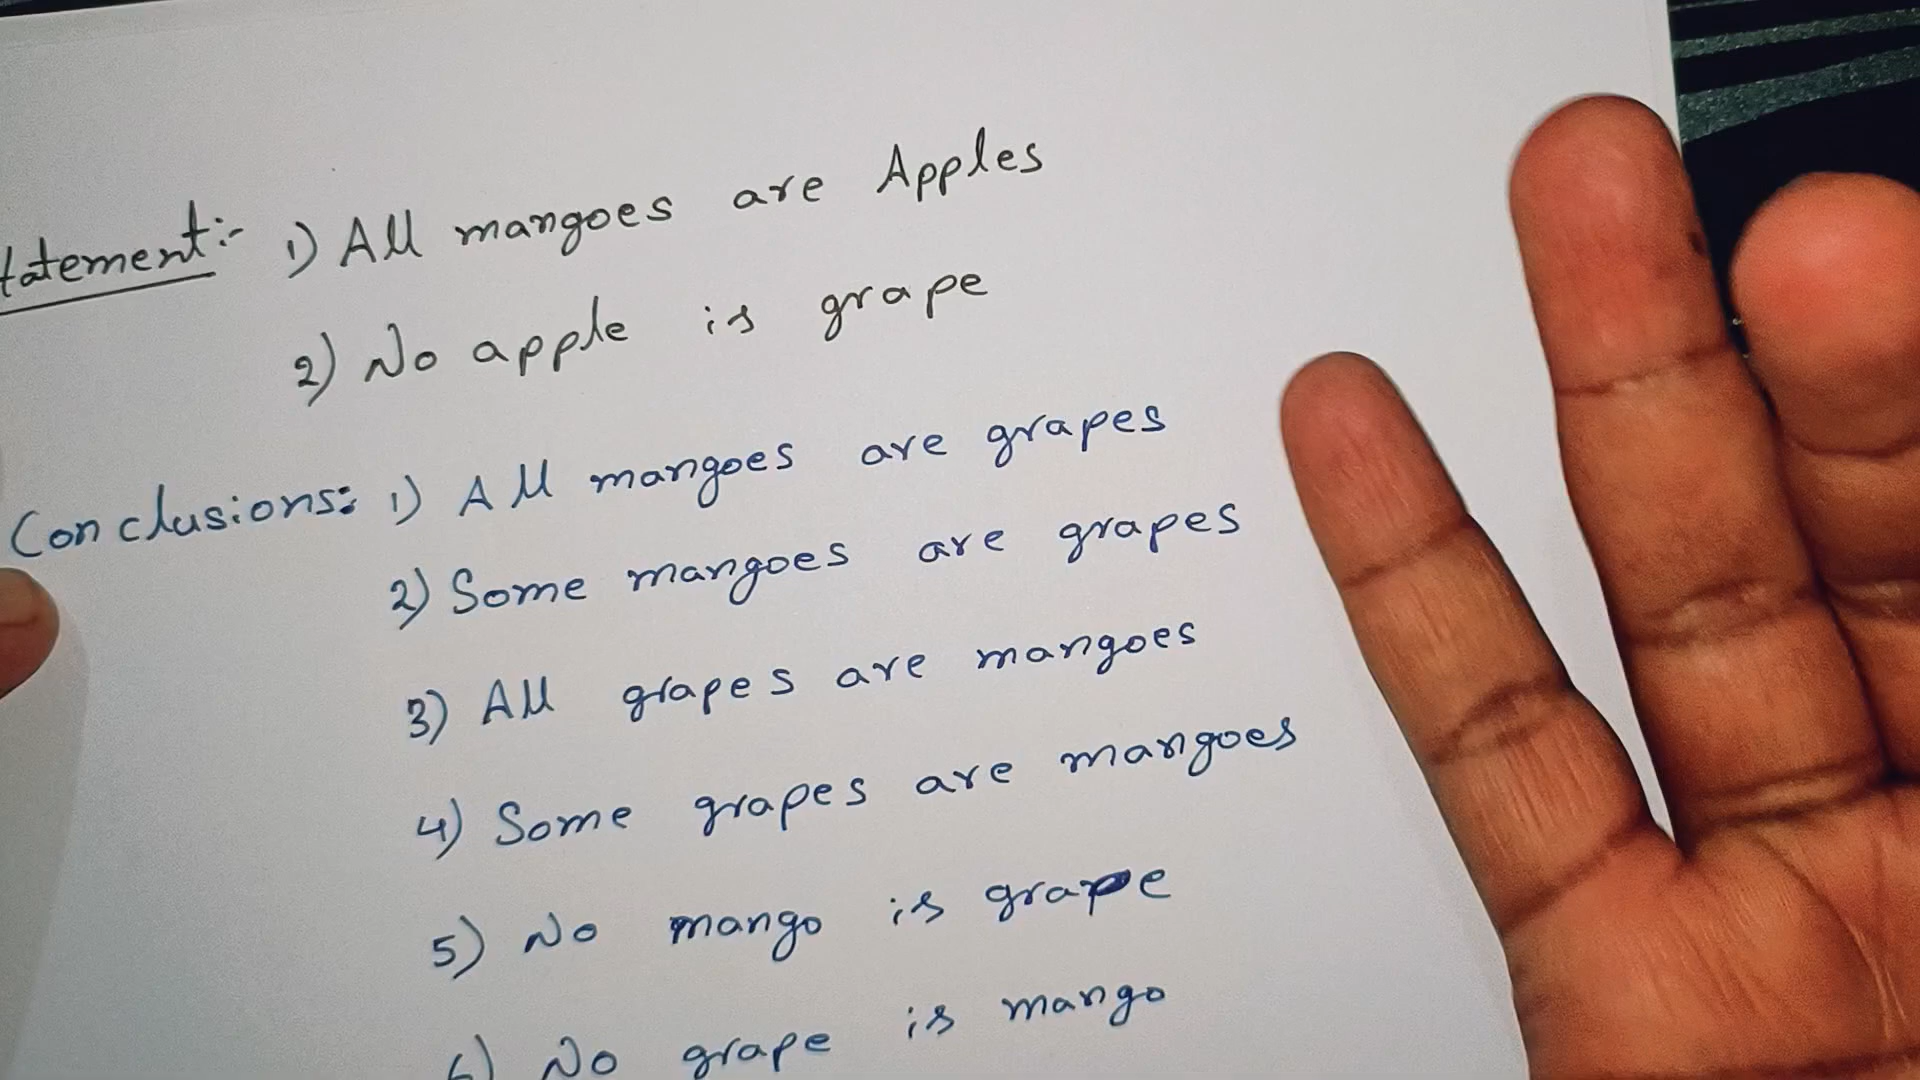 tatement:- 1) All mangoes are Apples
2) No apple is grape
Conclusions: 1) All mangoes are grapes
2) Some mangoes are grapes
3) All grapes are mangoes
4) Some grapes are mangoes
5) No mango is grape
6) No grape is mango